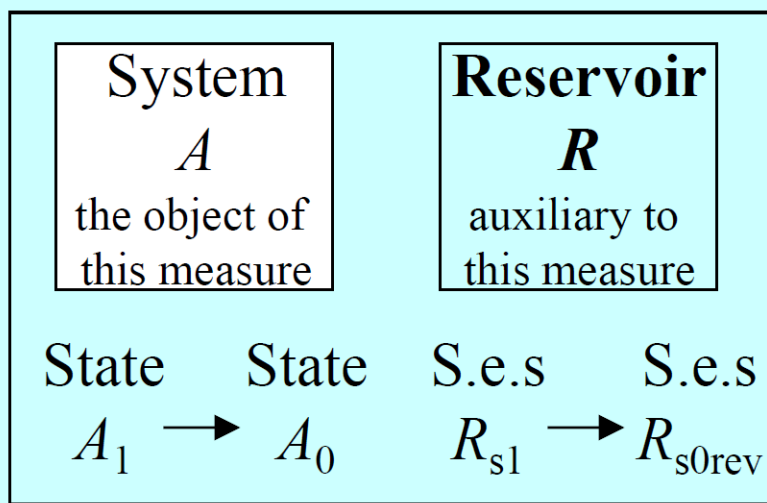 System
A
the object of
this measure
Reservoir
R
auxiliary to
this measure
State State S.e.s S.e.s
A₁ → A₀ Rₛ₁ → Rₛ₀ᵣₑᵥ